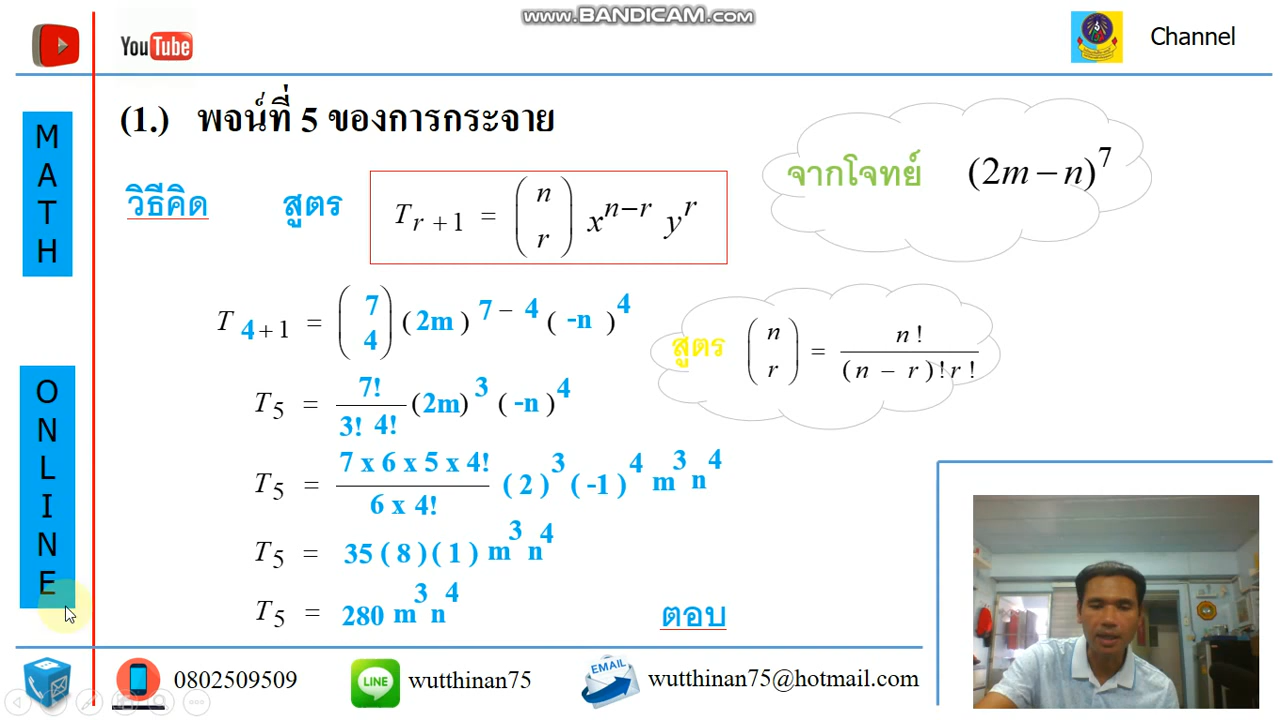 www.BANDICAM.com
YouTube
Channel
MATH
ONLINE
(1.) พจน์ที่ 5 ของการกระจาย
จากโจทย์ (2m − n)^7
วิธีคิด สูตร T_{r+1} = (n r) x^{n−r} y^r
T_{4+1} = (7 4) (2m)^{7−4} (-n)^4
สูตร (n r) = n! / (n − r)! r!
T_5 = 7! / 3! 4! (2m)^3 (-n)^4
T_5 = 7 x 6 x 5 x 4! / 6 x 4! (2)^3 (-1)^4 m^3 n^4
T_5 = 35 (8) (1) m^3 n^4
T_5 = 280 m^3 n^4 ตอบ
0802509509
LINE wutthinan75
EMAIL wutthinan75@hotmail.com